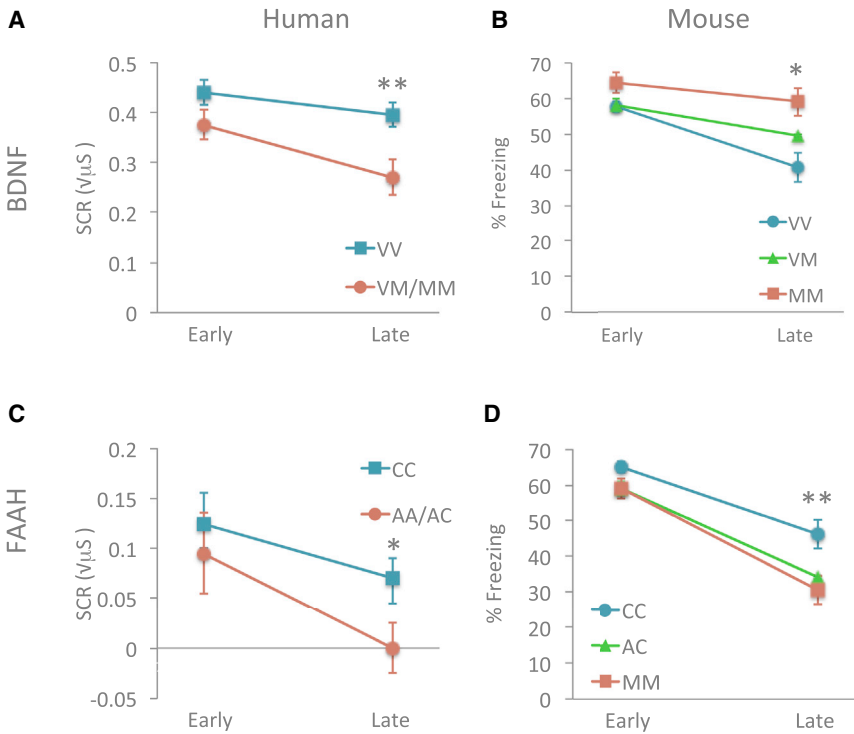 A
Human
B
Mouse
BDNF
SCR (√µS )
0.5
0.4
0.3
0.2
0.1
0
**
VV
VM/MM
Early
Late
% Freezing
70
60
50
40
30
20
10
0
*
VV
VM
MM
Early
Late
C
D
FAAH
SCR (√µS )
0.2
0.15
0.1
0.05
0
-0.05
CC
AA/AC
*
Early
Late
% Freezing
70
60
50
40
30
20
10
0
**
CC
AC
MM
Early
Late